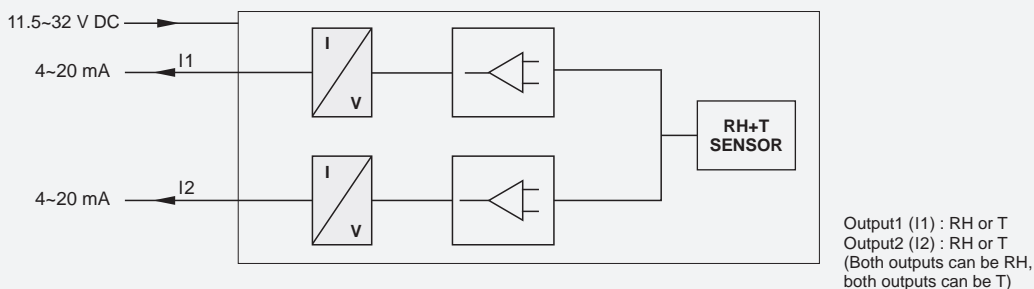 11.5~32 V DC
4~20 mA
I1
I
V
RH+T
SENSOR
4~20 mA
I2
I
V
Output1 (I1) : RH or T
Output2 (I2) : RH or T
(Both outputs can be RH,
both outputs can be T)